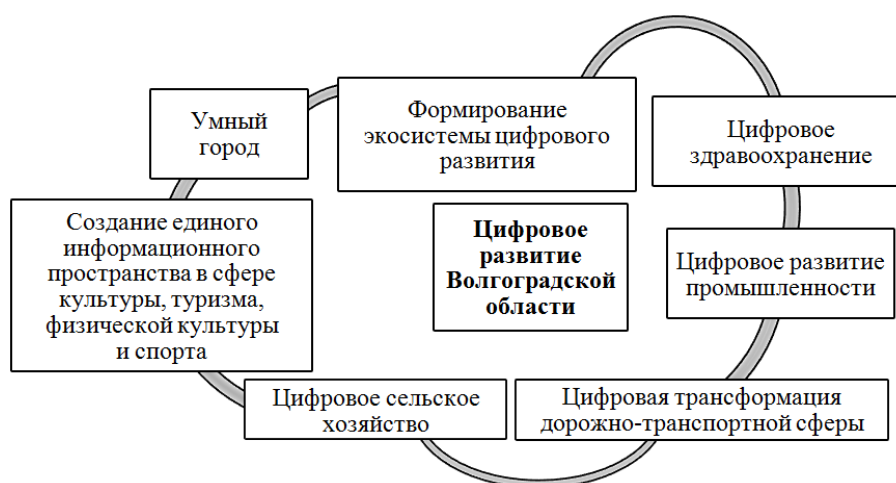 Формирование
экосистемы цифрового
развития
Умный
город
Цифровое
здравоохранение
Создание единого
информационного
пространства в сфере
культуры, туризма,
физической культуры
и спорта
Цифровое
развитие
Волгоградской
области
Цифровое развитие
промышленности
Цифровое сельское
хозяйство
Цифровая трансформация
дорожно-транспортной сферы